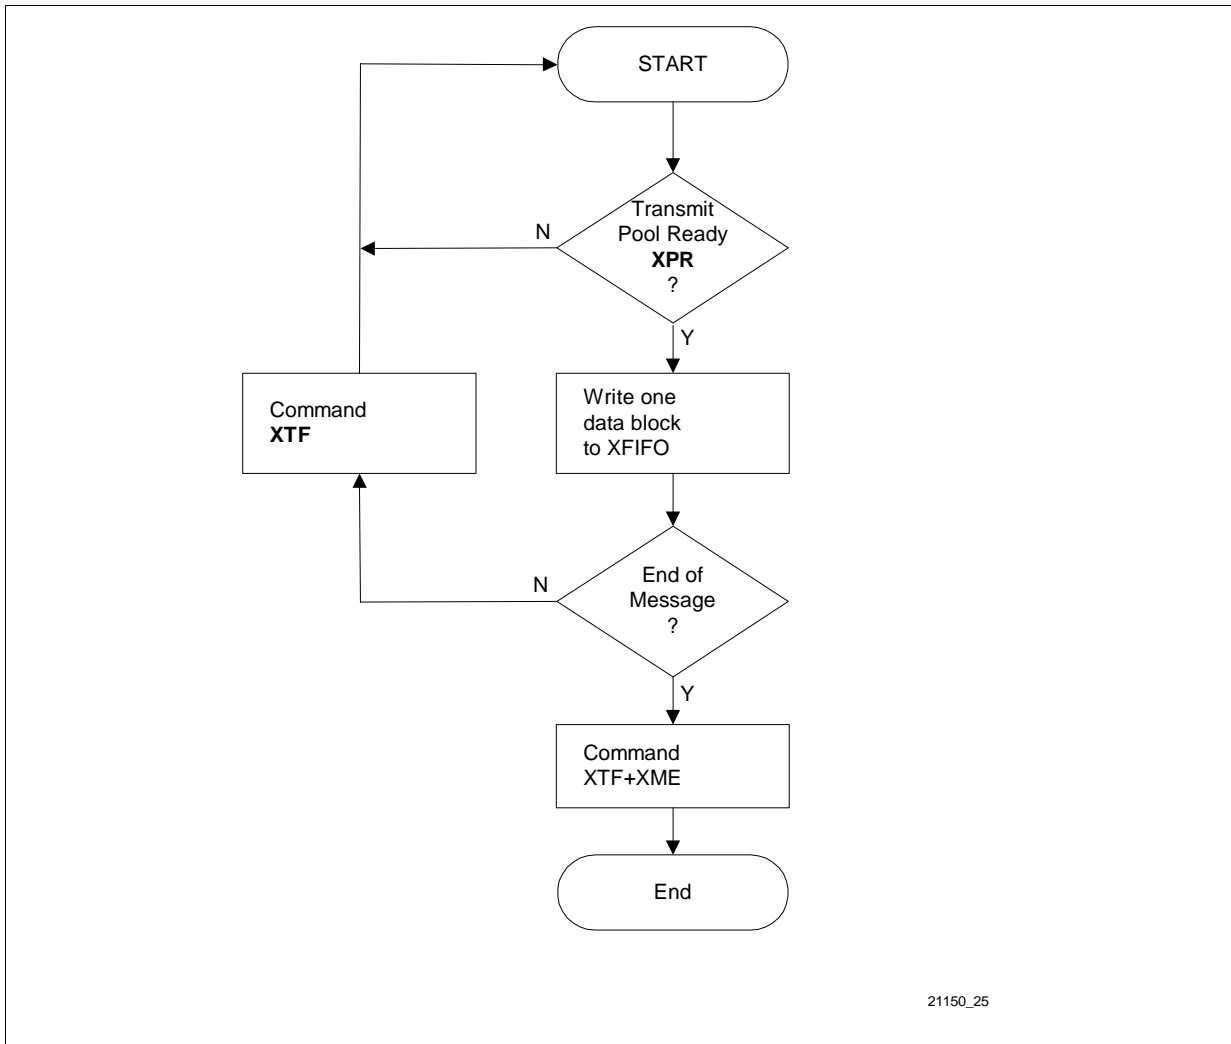 START
Transmit
Pool Ready
XPR
?
N
Y
Command
XTF
Write one
data block
to XFIFO
End of
Message
?
N
Y
Command
XTF+XME
End
21150_25